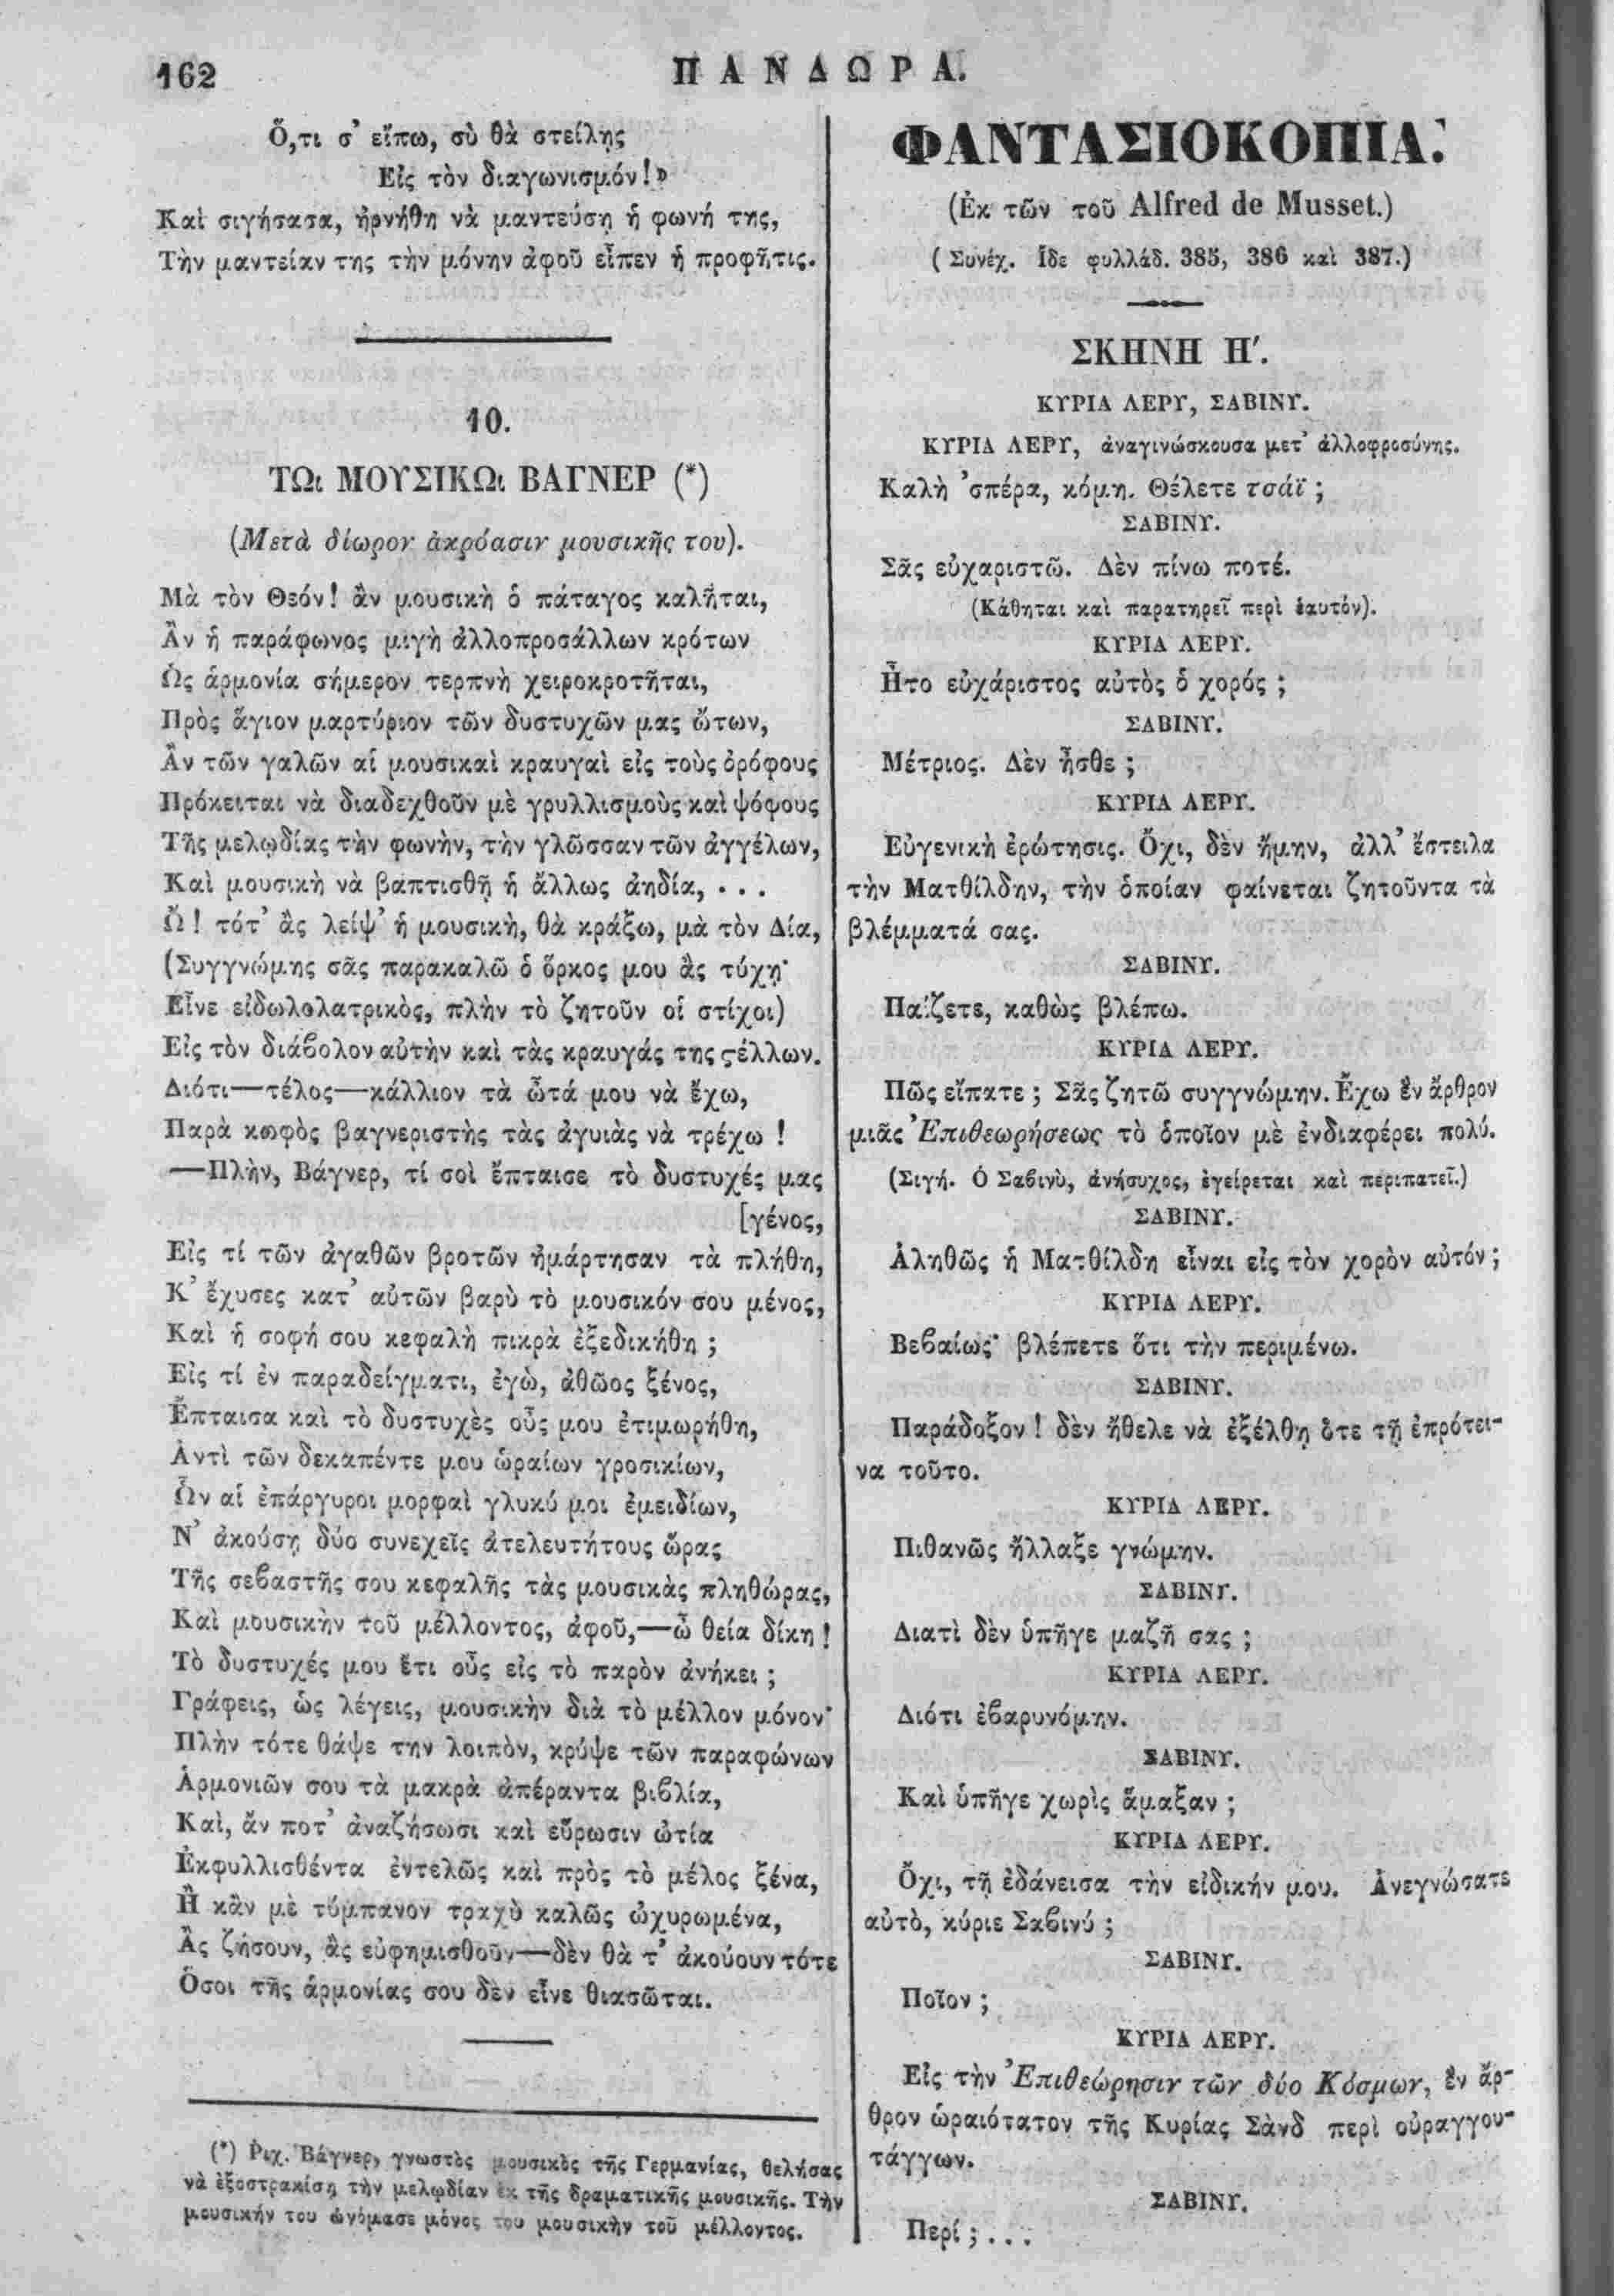 162
ΠΑΝΔΩΡΑ.
Ὅ,τι σ' εἴπω, σὺ θὰ στείλῃς
Εἰς τὸν διαγωνισμόν!»
Καὶ σιγήσασα, ἠρνήθη νὰ μαντεύσῃ ἡ φωνή της,
Τὴν μαντείαν της τὴν μόνην ἀφοῦ εἶπεν ἡ προφῆτις.
10.
ΤΩι ΜΟΥΣΙΚΩι ΒΑΓΝΕΡ (*)
(Μετὰ δίωρον ἀκρόασιν μουσικῆς του).
Μὰ τὸν Θεόν! ἂν μουσικὴ ὁ πάταγος καλῆται,
Ἂν ἡ παράφωνος μιγὴ ἀλλοπροσάλλων κρότων
Ὡς ἁρμονία σήμερον τερπνὴ χειροκροτῆται,
Πρὸς ἅγιον μαρτύριον τῶν δυστυχῶν μας ὤτων,
Ἂν τῶν γαλῶν αἱ μουσικαὶ κραυγαὶ εἰς τοὺς ὀρόφους
Πρόκειται νὰ διαδεχθοῦν μὲ γρυλλισμοὺς καὶ ψόφους
Τῆς μελῳδίας τὴν φωνὴν, τὴν γλῶσσαν τῶν ἀγγέλων,
Καὶ μουσικὴ νὰ βαπτισθῇ ἡ ἄλλως ἀηδία, . . .
Ὢ! τότ' ἂς λείψ' ἡ μουσικὴ, θὰ κράξω, μὰ τὸν Δία,
(Συγγνώμης σᾶς παρακαλῶ ὁ ὅρκος μου ἂς τύχῃ·
Εἶνε εἰδωλολατρικὸς, πλὴν τὸ ζητοῦν οἱ στίχοι)
Εἰς τὸν διάβολον αὐτὴν καὶ τὰς κραυγάς της στέλλων.
Διότι—τέλος—κάλλιον τὰ ὦτά μου νὰ ἔχω,
Παρὰ κωφὸς βαγνεριστὴς τὰς ἀγυιὰς νὰ τρέχω!
—Πλὴν, Βάγνερ, τί σοὶ ἔπταισε τὸ δυστυχές μας
[γένος,
Εἰς τί τῶν ἀγαθῶν βροτῶν ἡμάρτησαν τὰ πλήθη,
Κ' ἔχυσες κατ' αὐτῶν βαρὺ τὸ μουσικόν σου μένος,
Καὶ ἡ σοφή σου κεφαλὴ πικρὰ ἐξεδικήθη;
Εἰς τί ἐν παραδείγματι, ἐγὼ, ἀθῶος ξένος,
Ἔπταισα καὶ τὸ δυστυχὲς οὖς μου ἐτιμωρήθη,
Ἀντὶ τῶν δεκαπέντε μου ὡραίων γροσικίων,
Ὧν αἱ ἐπάργυροι μορφαὶ γλυκύ μοι ἐμειδίων,
Ν' ἀκούσῃ δύο συνεχεῖς ἀτελευτήτους ὥρας
Τῆς σεβαστῆς σου κεφαλῆς τὰς μουσικὰς πληθώρας,
Καὶ μουσικὴν τοῦ μέλλοντος, ἀφοῦ,—ὦ θεία δίκη!
Τὸ δυστυχές μου ἔτι οὖς εἰς τὸ παρὸν ἀνήκει;
Γράφεις, ὡς λέγεις, μουσικὴν διὰ τὸ μέλλον μόνον·
Πλὴν τότε θάψε την λοιπὸν, κρύψε τῶν παραφώνων
Ἁρμονιῶν σου τὰ μακρὰ ἀπέραντα βιβλία,
Καὶ, ἄν ποτ' ἀναζήσωσι καὶ εὕρωσιν ὠτία
Ἐκφυλλισθέντα ἐντελῶς καὶ πρὸς τὸ μέλος ξένα,
Ἢ κἂν μὲ τύμπανον τραχὺ καλῶς ὠχυρωμένα,
Ἂς ζήσουν, ἂς εὐφημισθοῦν—δὲν θὰ τ' ἀκούουν τότε
Ὅσοι τῆς ἁρμονίας σου δὲν εἶνε θιασῶται.
(*) Ῥιχ. Βάγνερ, γνωστὸς μουσικὸς τῆς Γερμανίας, θελήσας
νὰ ἐξοστρακίσῃ τὴν μελῳδίαν ἐκ τῆς δραματικῆς μουσικῆς. Τὴν
μουσικήν του ὠνόμασε μόνος του μουσικὴν τοῦ μέλλοντος.
ΦΑΝΤΑΣΙΟΚΟΠΙΑ.
(Ἐκ τῶν τοῦ Alfred de Musset.)
(Συνέχ. Ἴδε φυλλάδ. 385, 386 καὶ 387.)
ΣΚΗΝΗ Η'.
ΚΥΡΙΑ ΛΕΡΥ, ΣΑΒΙΝΥ.
ΚΥΡΙΑ ΛΕΡΥ, ἀναγινώσκουσα μετ' ἀλλοφροσύνης.
Καλὴ 'σπέρα, κόμη. Θέλετε τσάϊ;
ΣΑΒΙΝΥ.
Σᾶς εὐχαριστῶ. Δὲν πίνω ποτέ.
(Κάθηται καὶ παρατηρεῖ περὶ ἑαυτόν).
ΚΥΡΙΑ ΛΕΡΥ.
Ἦτο εὐχάριστος αὐτὸς ὁ χορός;
ΣΑΒΙΝΥ.
Μέτριος. Δὲν ἦσθε;
ΚΥΡΙΑ ΛΕΡΥ.
Εὐγενικὴ ἐρώτησις. Ὄχι, δὲν ἤμην, ἀλλ' ἔστειλα
τὴν Ματθίλδην, τὴν ὁποίαν φαίνεται ζητοῦντα τὰ
βλέμματά σας.
ΣΑΒΙΝΥ.
Παίζετε, καθὼς βλέπω.
ΚΥΡΙΑ ΛΕΡΥ.
Πῶς εἴπατε; Σᾶς ζητῶ συγγνώμην. Ἔχω ἓν ἄρθρον
μιᾶς Ἐπιθεωρήσεως τὸ ὁποῖον μὲ ἐνδιαφέρει πολύ.
(Σιγή. Ὁ Σαβινὺ, ἀνήσυχος, ἐγείρεται καὶ περιπατεῖ.)
ΣΑΒΙΝΥ.
Ἀληθῶς ἡ Ματθίλδη εἶναι εἰς τὸν χορὸν αὐτόν;
ΚΥΡΙΑ ΛΕΡΥ.
Βεβαίως· βλέπετε ὅτι τὴν περιμένω.
ΣΑΒΙΝΥ.
Παράδοξον! δὲν ἤθελε νὰ ἐξέλθῃ ὅτε τῇ ἐπρότει-
να τοῦτο.
ΚΥΡΙΑ ΛΕΡΥ.
Πιθανῶς ἤλλαξε γνώμην.
ΣΑΒΙΝΥ.
Διατὶ δὲν ὑπῆγε μαζῆ σας;
ΚΥΡΙΑ ΛΕΡΥ.
Διότι ἐβαρυνόμην.
ΣΑΒΙΝΥ.
Καὶ ὑπῆγε χωρὶς ἅμαξαν;
ΚΥΡΙΑ ΛΕΡΥ.
Ὄχι, τῇ ἐδάνεισα τὴν εἰδικήν μου. Ἀνεγνώσατε
αὐτὸ, κύριε Σαβινύ;
ΣΑΒΙΝΥ.
Ποῖον;
ΚΥΡΙΑ ΛΕΡΥ.
Εἰς τὴν Ἐπιθεώρησιν τῶν δύο Κόσμων, ἓν ἄρ-
θρον ὡραιότατον τῆς Κυρίας Σὰνδ περὶ οὐραγγου-
τάγγων.
ΣΑΒΙΝΥ.
Περί; . . . .